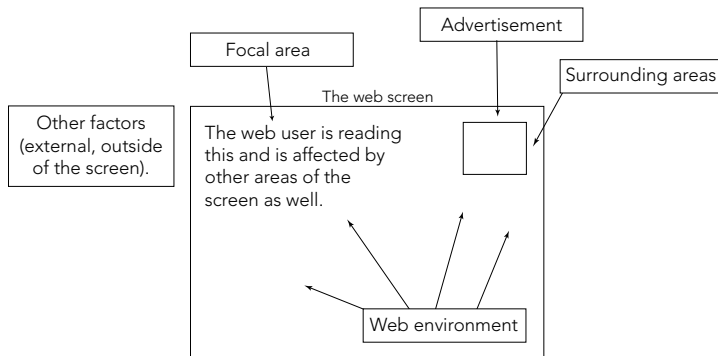 Advertisement
Focal area
Surrounding areas
The web screen
Other factors
(external, outside
of the screen).
The web user is reading
this and is affected by
other areas of the
screen as well.
Web environment